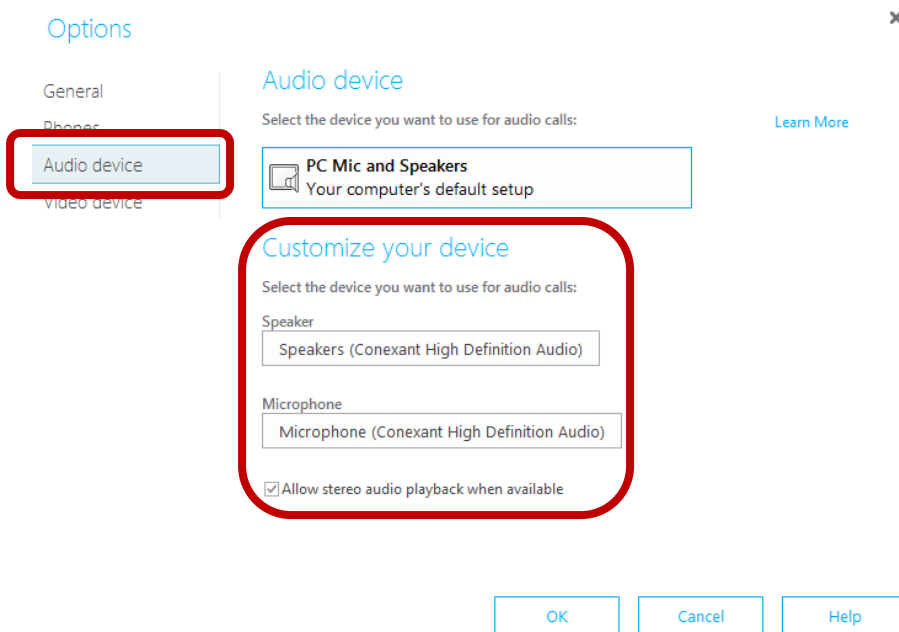 Options
General
Phones
Audio device
Video device
Audio device
Select the device you want to use for audio calls:
Learn More
PC Mic and Speakers
Your computer's default setup
Customize your device
Select the device you want to use for audio calls:
Speaker
Speakers (Conexant High Definition Audio)
Microphone
Microphone (Conexant High Definition Audio)
Allow stereo audio playback when available
OK
Cancel
Help